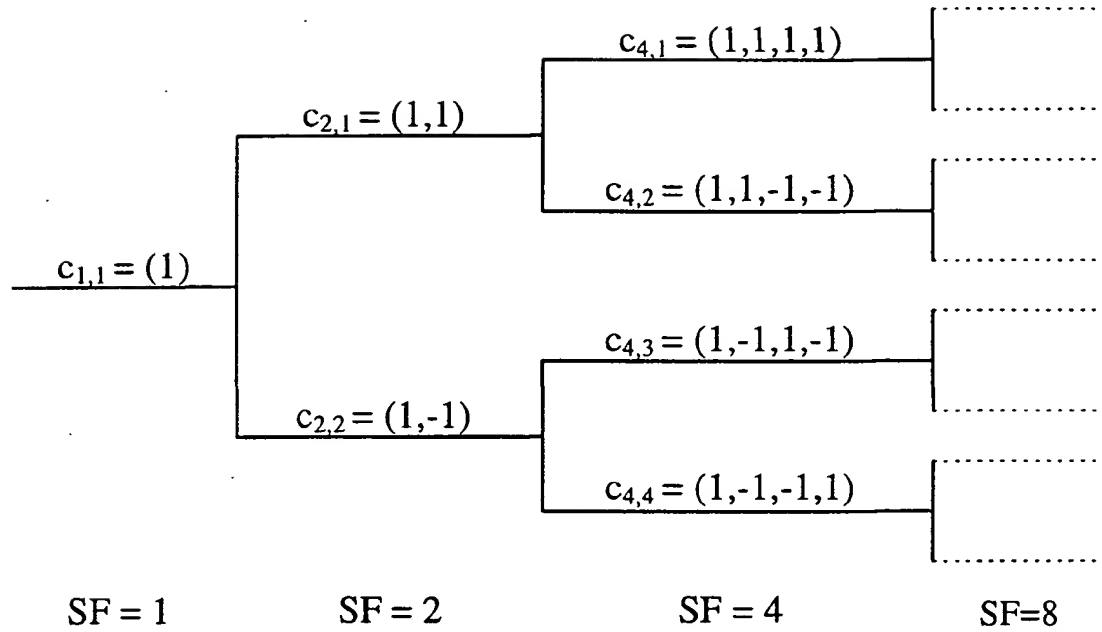 c4,1 = (1,1,1,1)
c2,1 = (1,1)
c4,2 = (1,1,-1,-1)
c1,1 = (1)
c4,3 = (1,-1,1,-1)
c2,2 = (1,-1)
c4,4 = (1,-1,-1,1)
SF = 1 SF = 2 SF = 4 SF=8